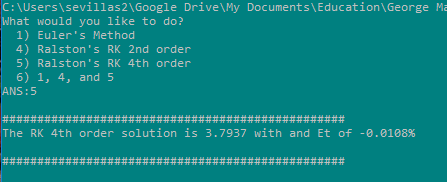 C:\Users\sevillas2\Google Drive\My Documents\Education\George Ma
What would you like to do?
1) Euler's Method
4) Ralston's RK 2nd order
5) Ralston's RK 4th order
6) 1, 4, and 5
ANS:5
##################################################
The RK 4th order solution is 3.7937 with and Et of -0.0108%
##################################################